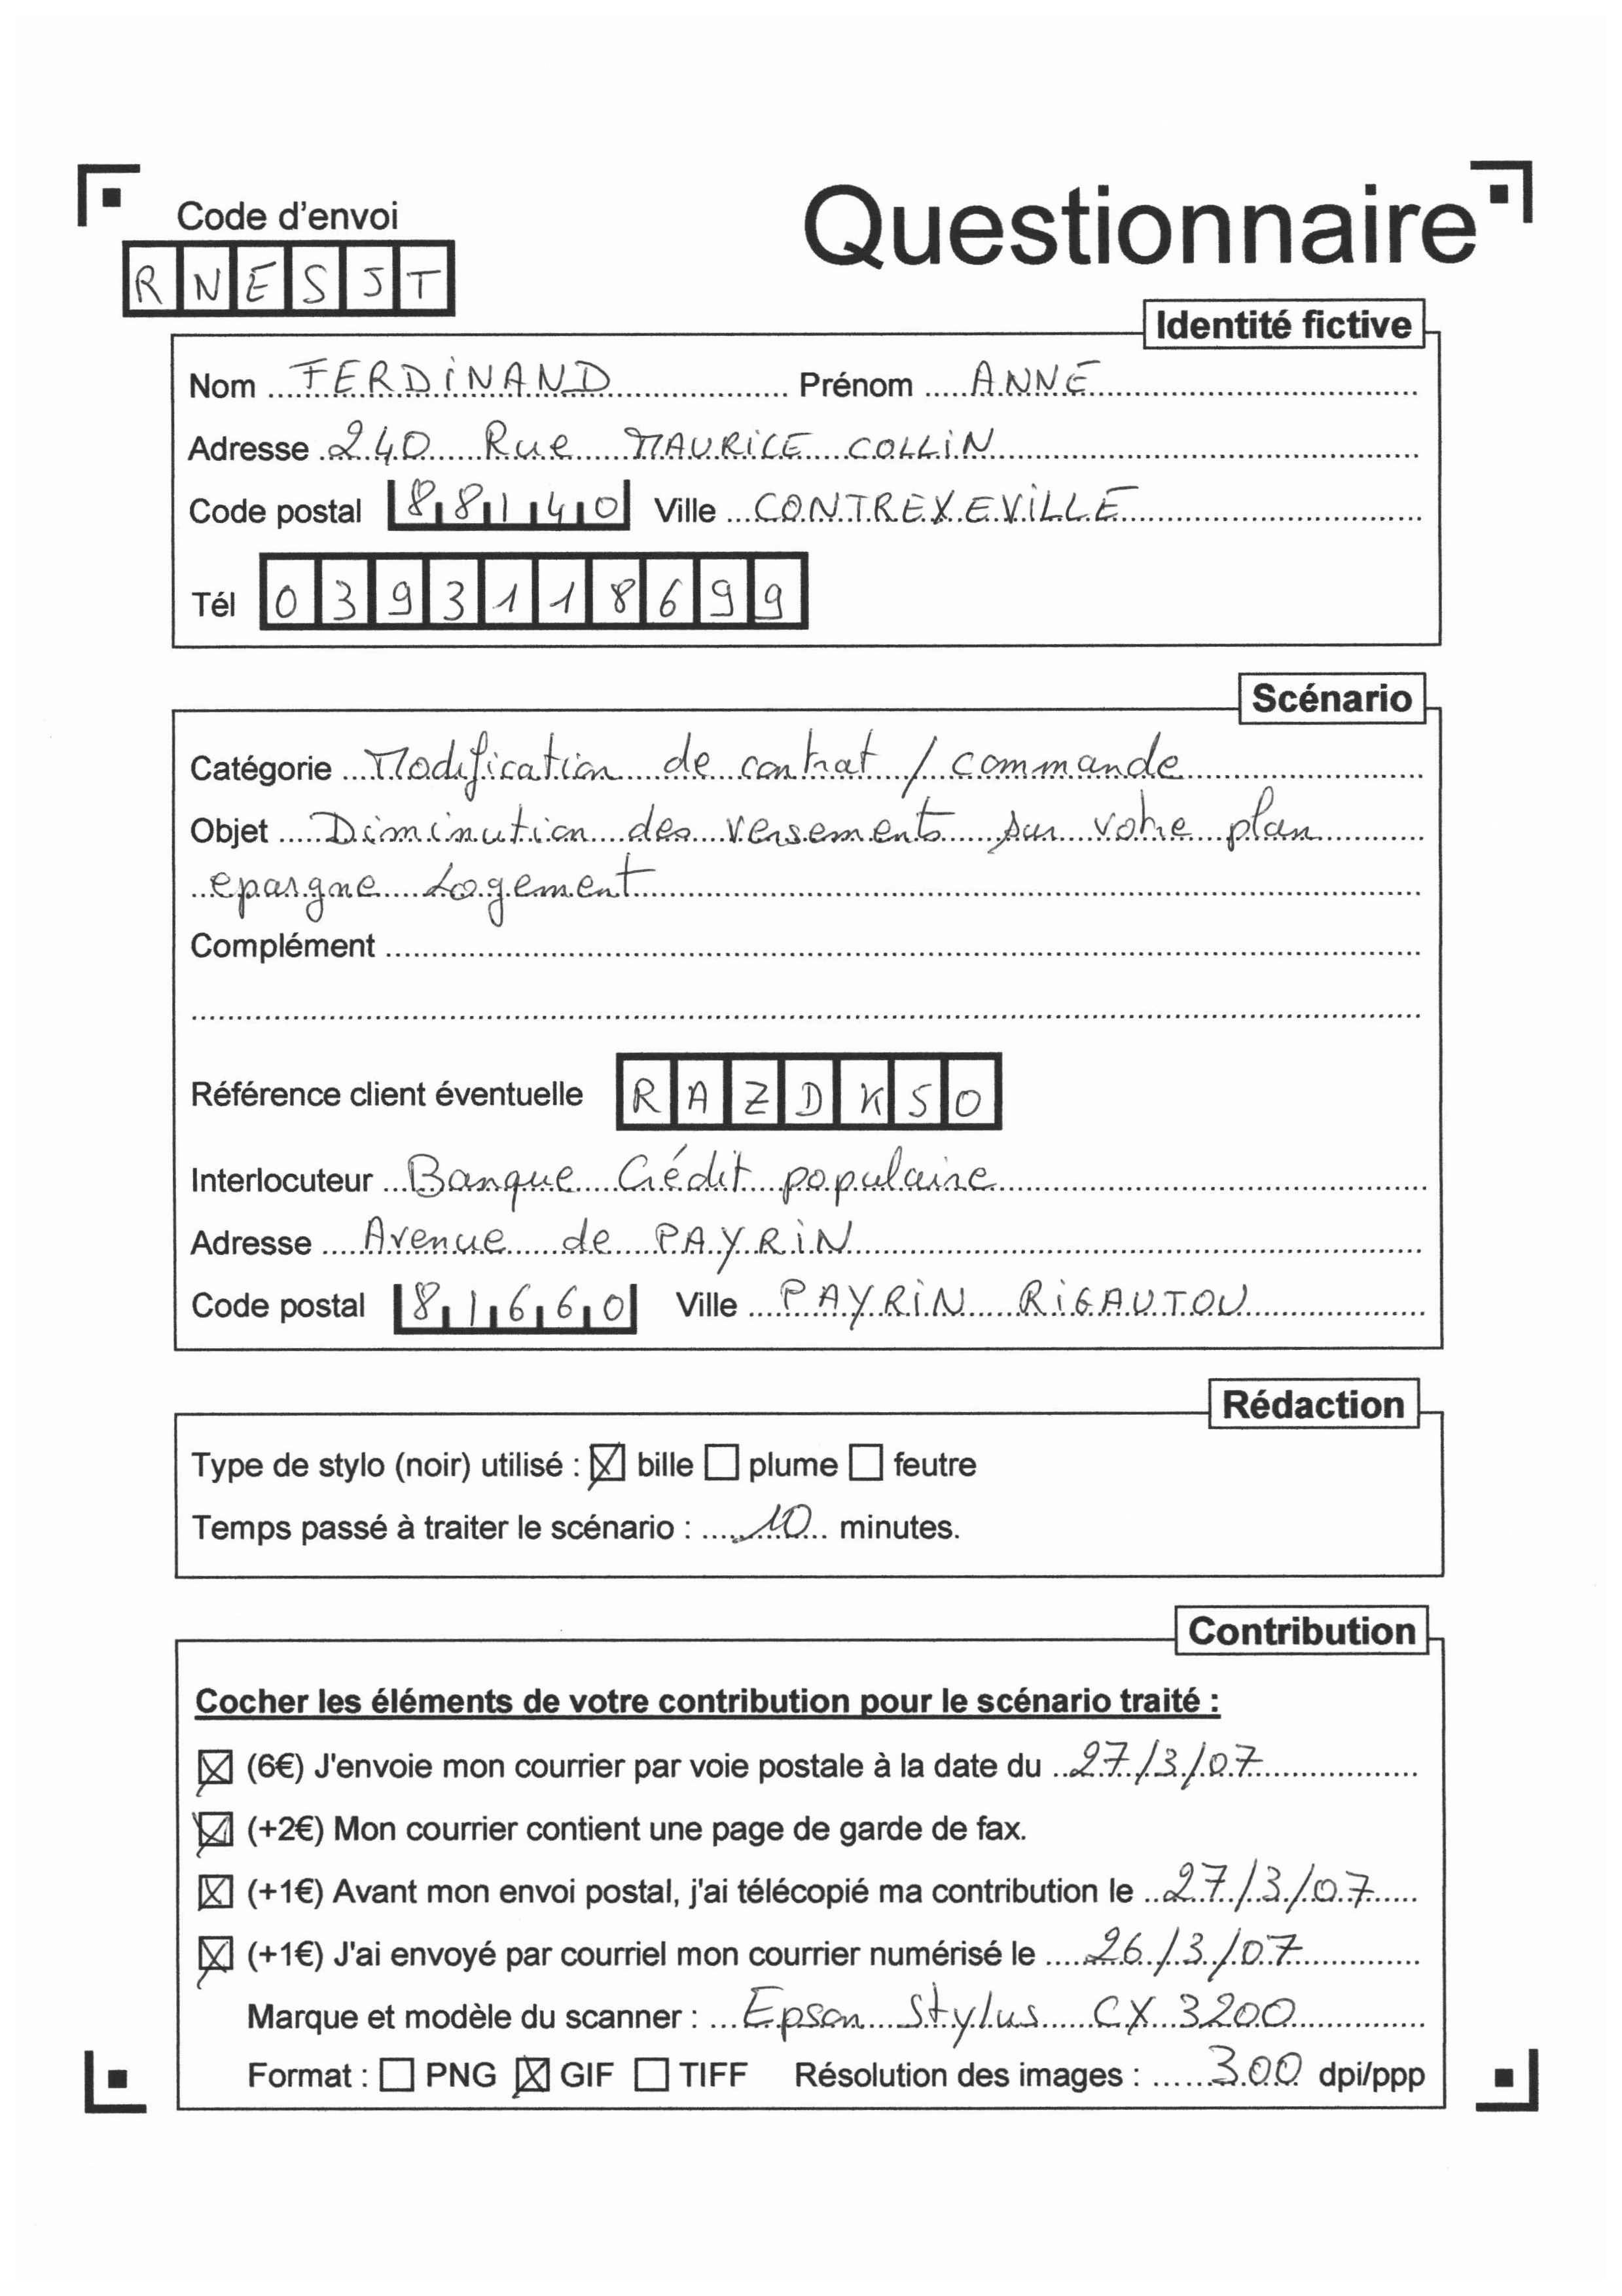 Code d'envoi
Questionnaire
RNESJT
Identité fictive
Nom FERDINAND Prénom ANNE
Adresse 240 Rue MAURICE COLLIN
Code postal 88140 Ville CONTREXEVILLE
Tél 0393118699
Scénario
Catégorie Modification de contrat / commande
Objet Diminution des versements sur votre plan
epargne Logement
Complément
Référence client éventuelle RAZDKSO
Interlocuteur Banque Crédit populaire
Adresse Avenue de PAYRIN
Code postal 81660 Ville PAYRIN RIGAUTOU
Rédaction
Type de stylo (noir) utilisé : ☒ bille ☐ plume ☐ feutre
Temps passé à traiter le scénario : 10 minutes.
Contribution
Cocher les éléments de votre contribution pour le scénario traité :
☒ (6€) J'envoie mon courrier par voie postale à la date du 27/3/07
☒ (+2€) Mon courrier contient une page de garde de fax.
☒ (+1€) Avant mon envoi postal, j'ai télécopié ma contribution le 27/3/07
☒ (+1€) J'ai envoyé par courriel mon courrier numérisé le 26/3/07
Marque et modèle du scanner : Epson Stylus CX 3200
Format : ☐ PNG ☒ GIF ☐ TIFF Résolution des images : 300 dpi/ppp